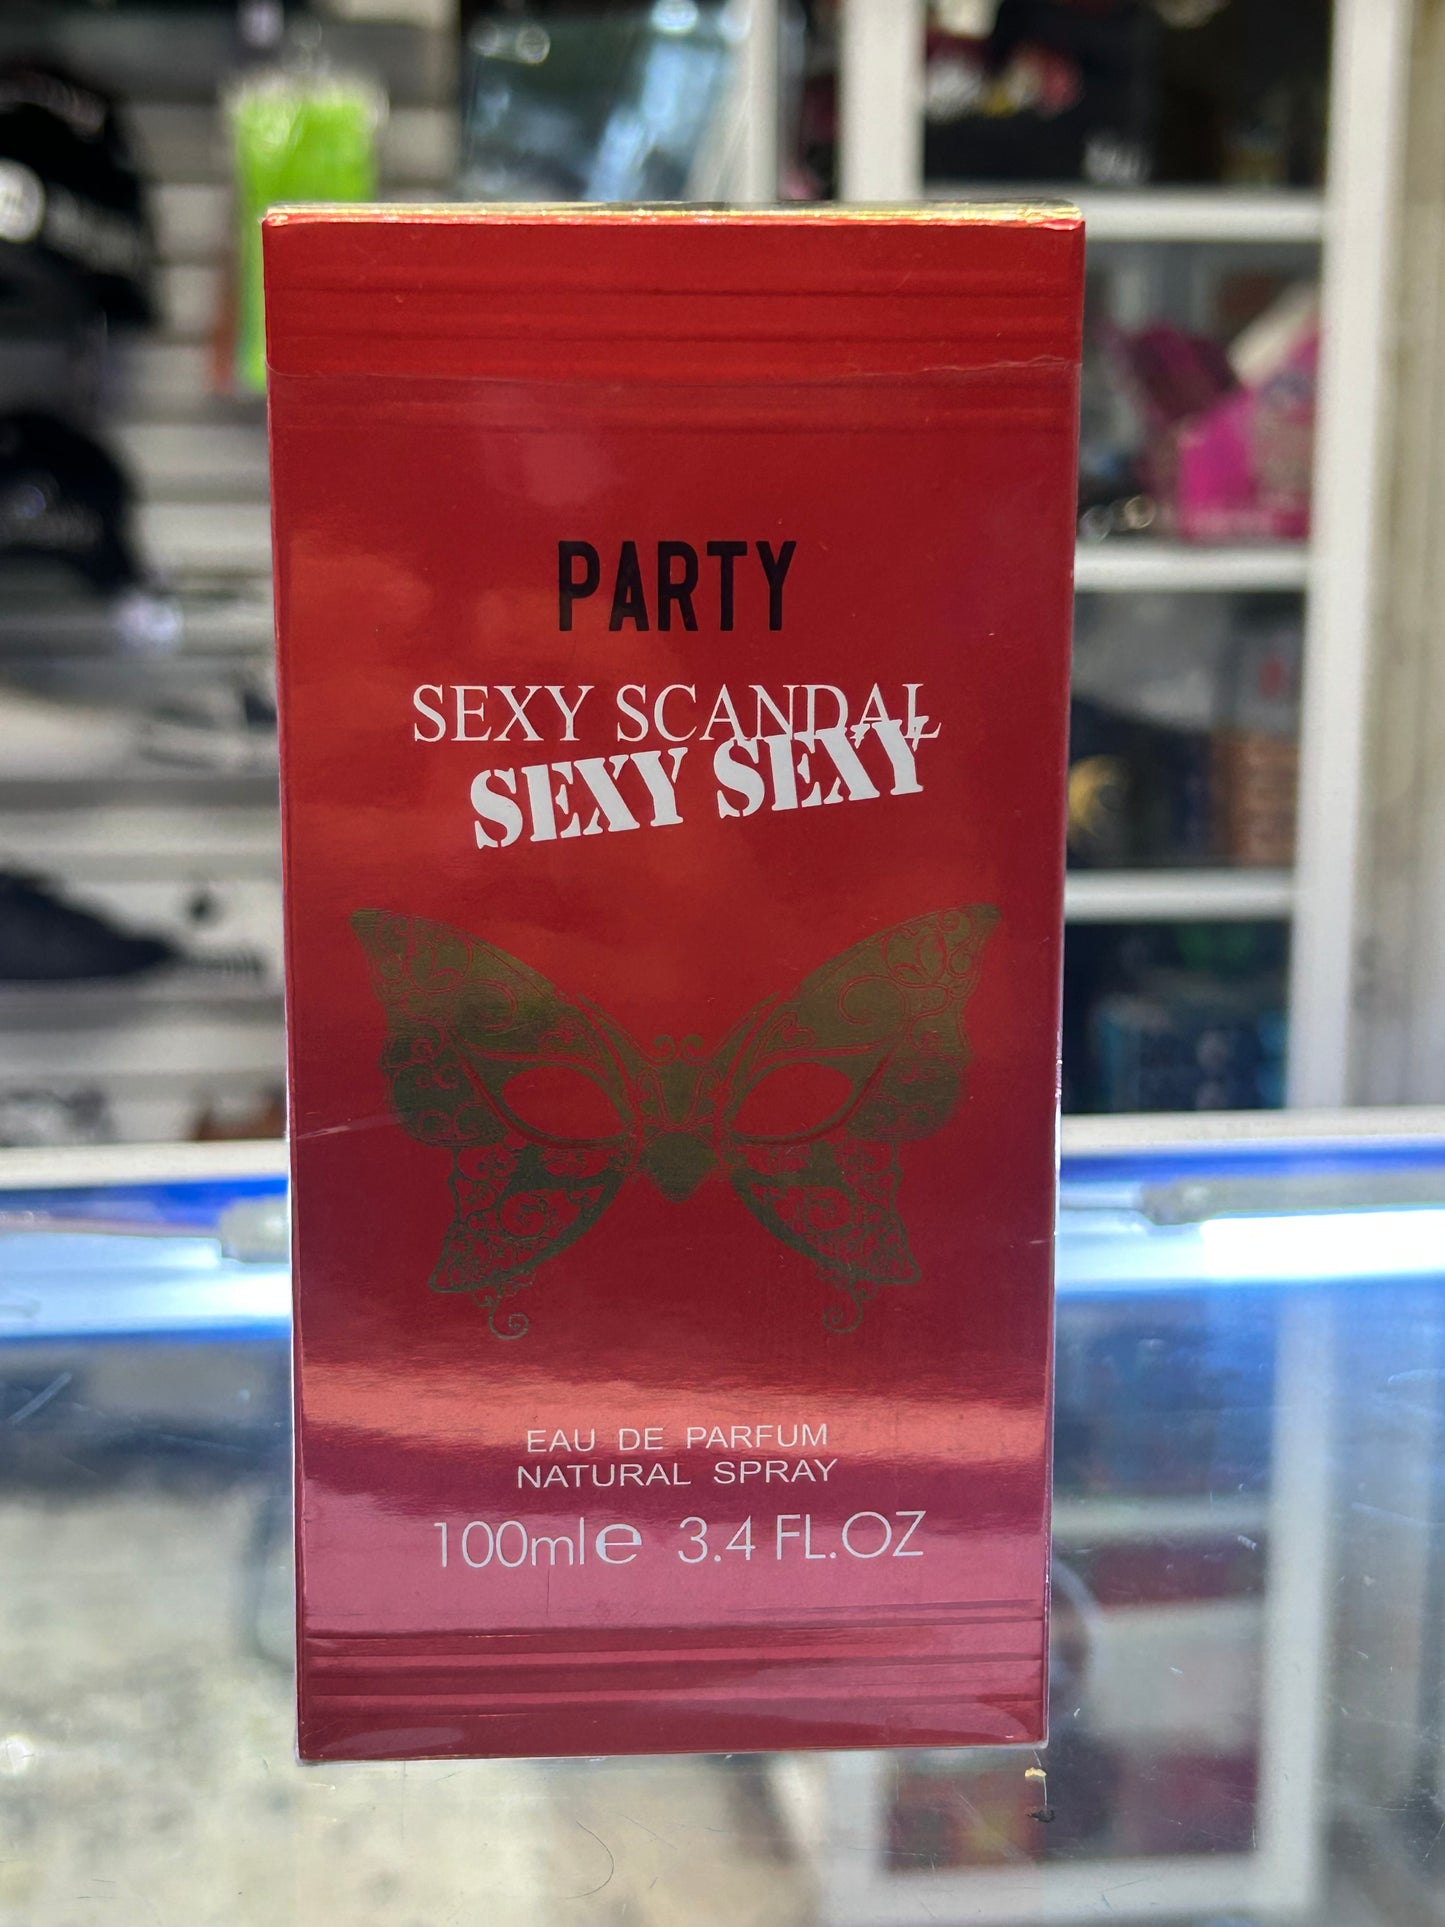 PARTY
SEXY SCANDAL
SEXY SEXY
EAU DE PARFUM
NATURAL SPRAY
100ml℮ 3.4 FL.OZ